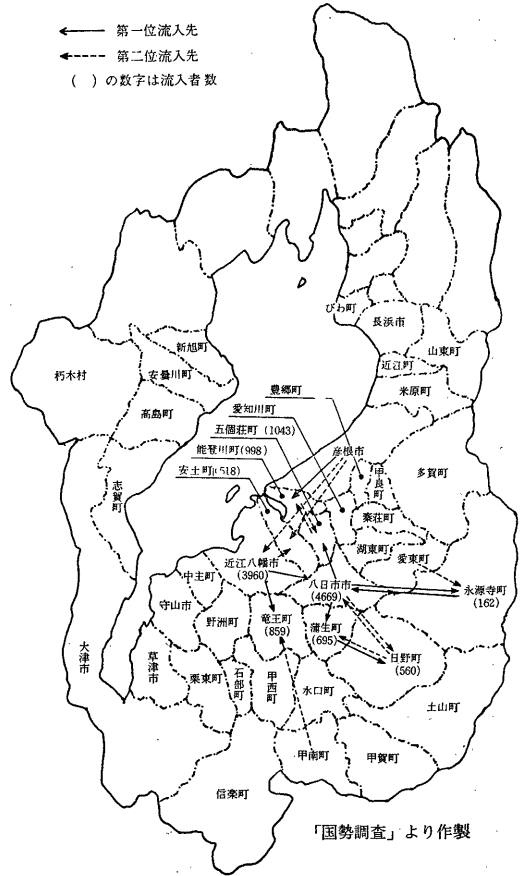 第一位流入先
第二位流入先
( )の数字は流入者数
びわ町
長浜市
山東町
近江町
米原町
新旭町
朽木村
安曇川町
高島町
豊郷町
愛知川町
五個荘町(1043)
能登川町(998)
安土町(518)
彦根市
甲良町
多賀町
志賀町
秦荘町
湖東町
愛東町
近江八幡市
(3960)
八日市市
(4669)
永源寺町
(162)
中主町
守山市
野洲町
竜王町
(859)
蒲生町
(695)
日野町
(560)
大津市
草津市
栗東町
石部町
甲西町
水口町
土山町
甲南町
甲賀町
信楽町
「国勢調査」より作製